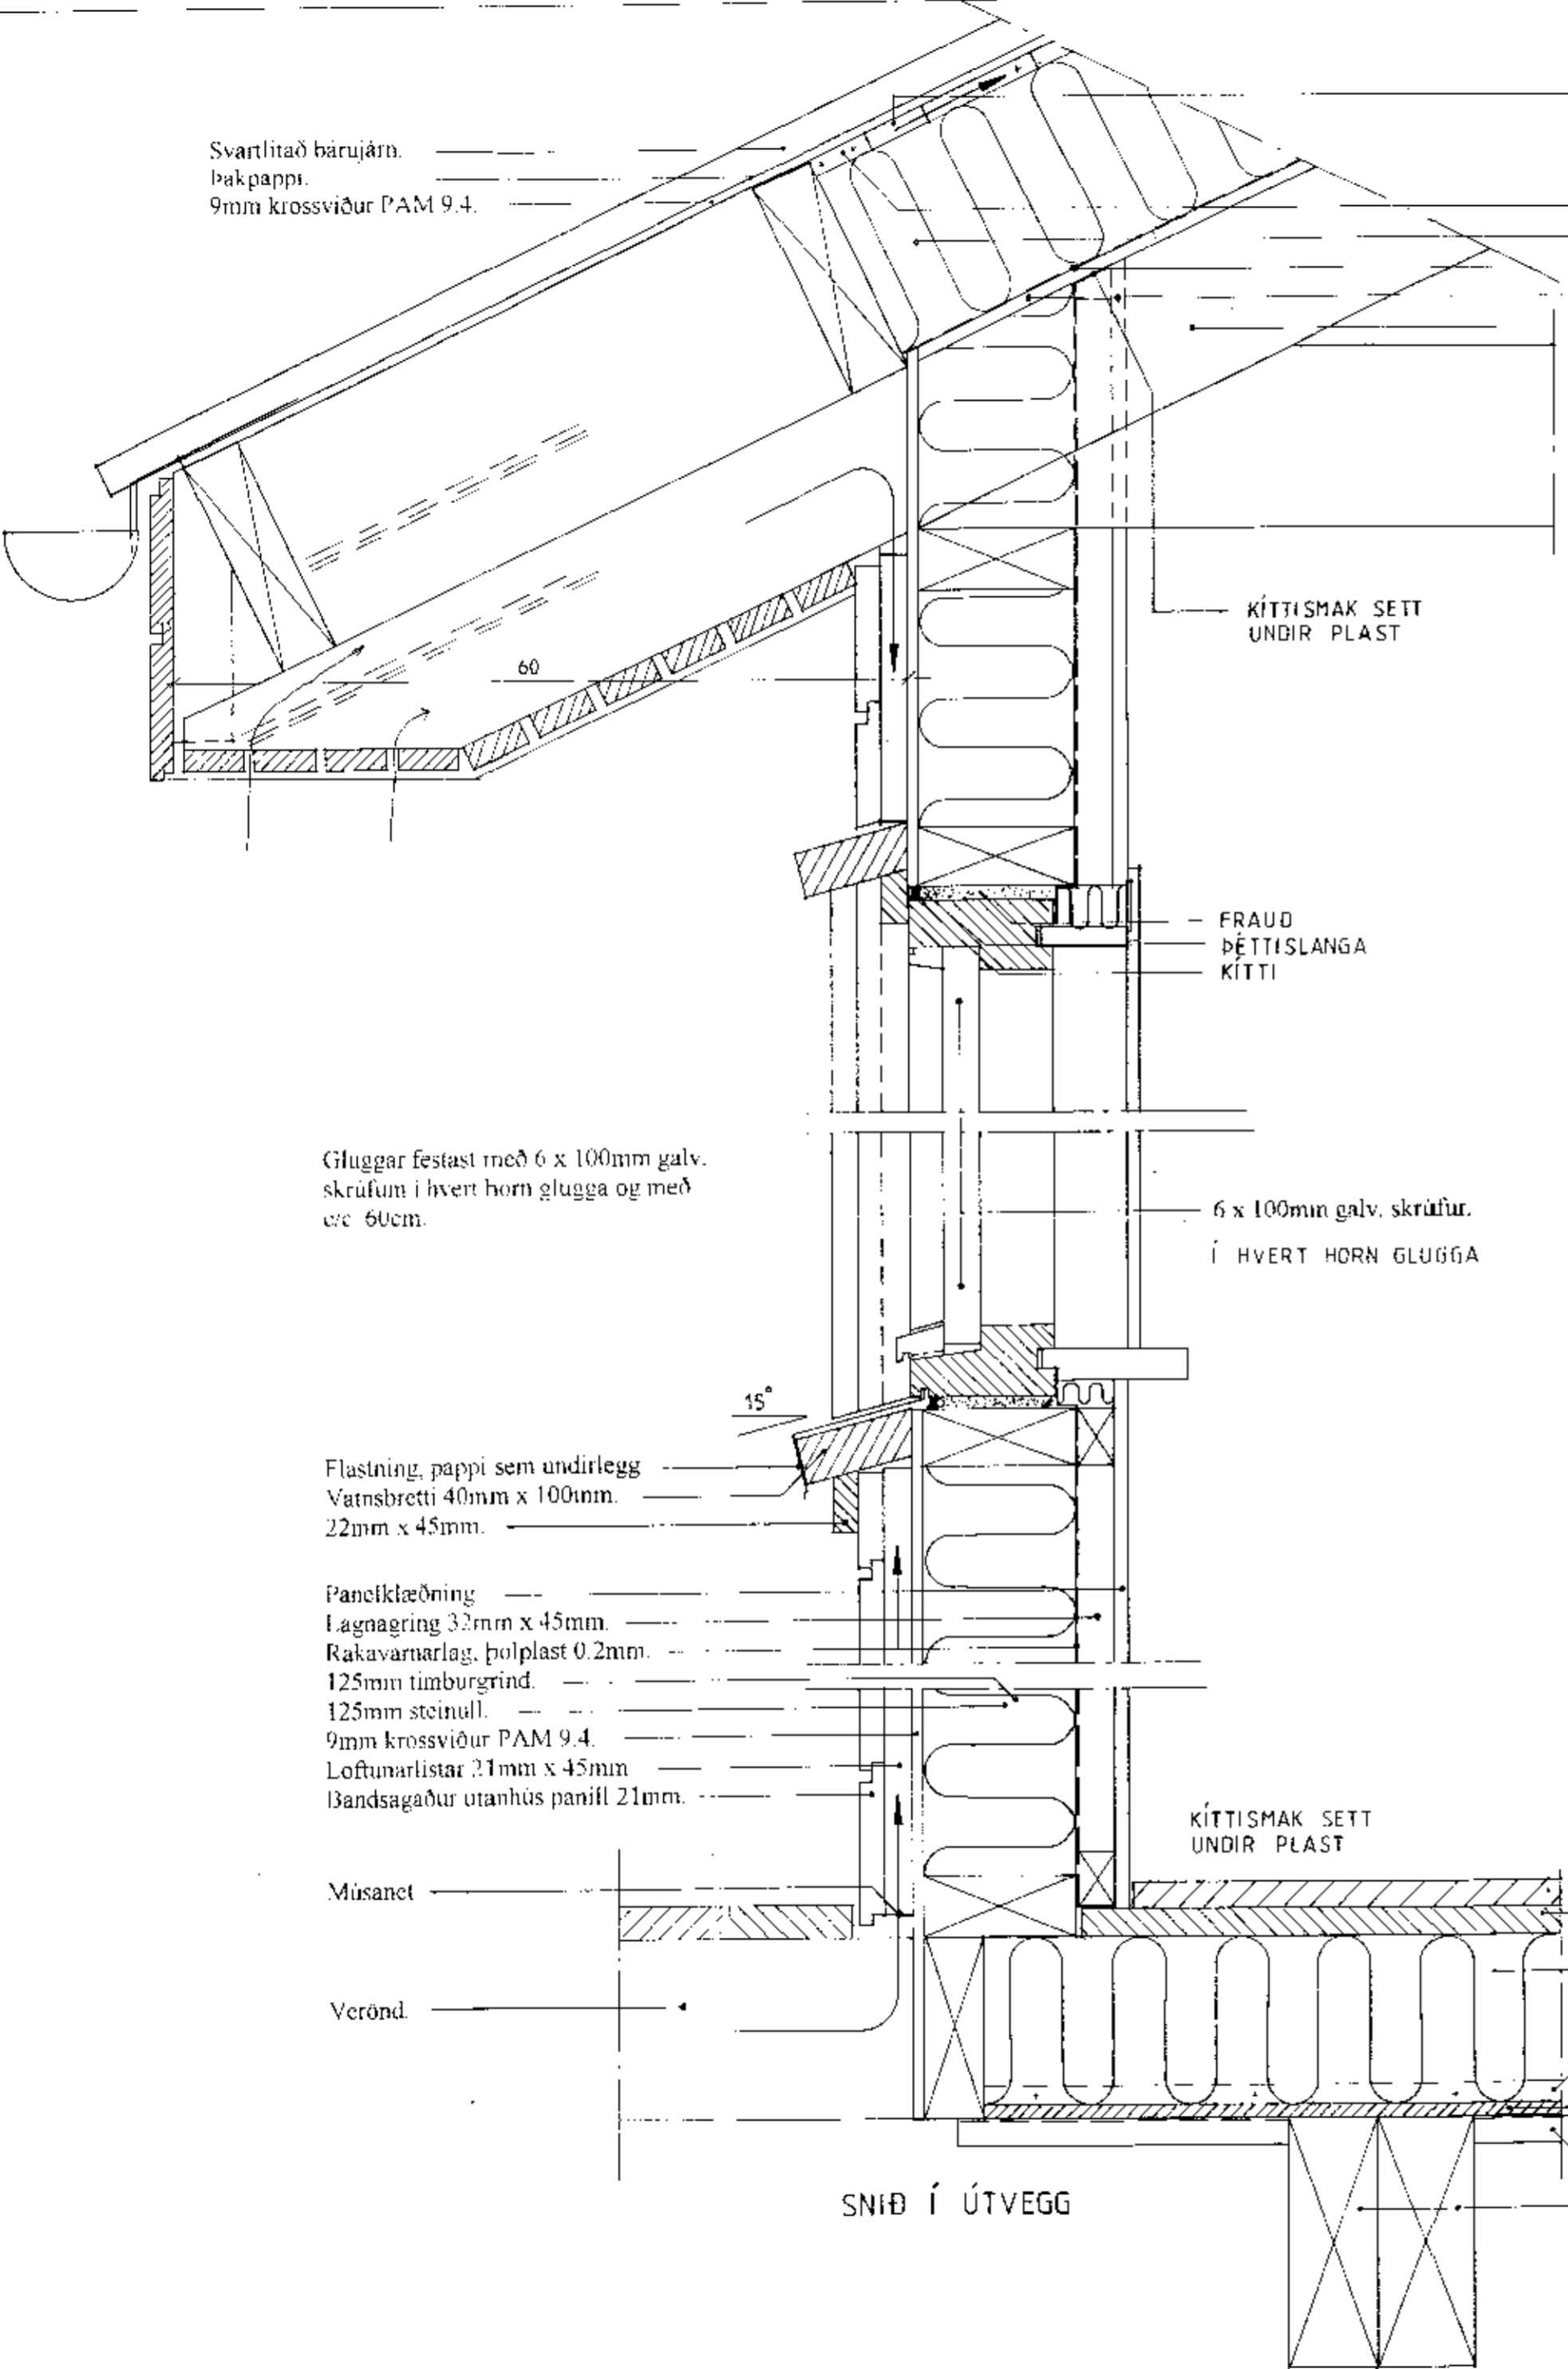 Svartlitað bárujárn.
Þakpappi.
9mm krossviður PAM 9.4.
60
KÍTTISMAK SETT
UNDIR PLAST
FRAUÐ
ÞÉTTISLANGA
KÍTTI
Gluggar festast með 6 x 100mm galv.
skrúfum í hvert horn glugga og með
c/c 60cm.
6 x 100mm galv. skrúfur.
Í HVERT HORN GLUGGA
15°
Flastning, pappi sem undirlegg
Vatnsbretti 40mm x 100mm.
22mm x 45mm.
Panelklæðning
Lagnagring 32mm x 45mm.
Rakavarnarlag, þolplast 0.2mm.
125mm timburgrind.
125mm steinull.
9mm krossviður PAM 9.4.
Loftunarlistar 21mm x 45mm
Bandsagaður utanhús panill 21mm.
KÍTTISMAK SETT
UNDIR PLAST
Músanet
Verönd.
SNIÐ Í ÚTVEGG